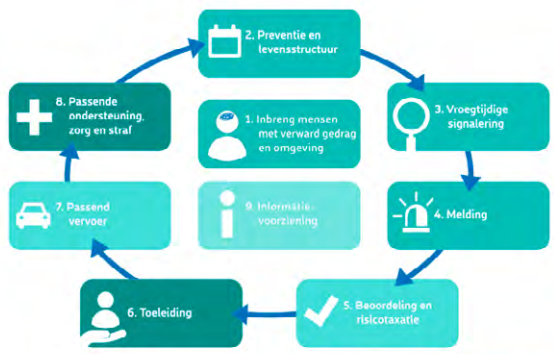 2. Preventie en
levensstructuur
8. Passende
ondersteuning,
zorg en straf
1. Inbreng mensen
met verward gedrag
en omgeving
3. Vroegtijdige
signalering
7. Passend
vervoer
9. Informatie-
voorziening
4. Melding
6. Toeleiding
5. Beoordeling en
risicotaxatie